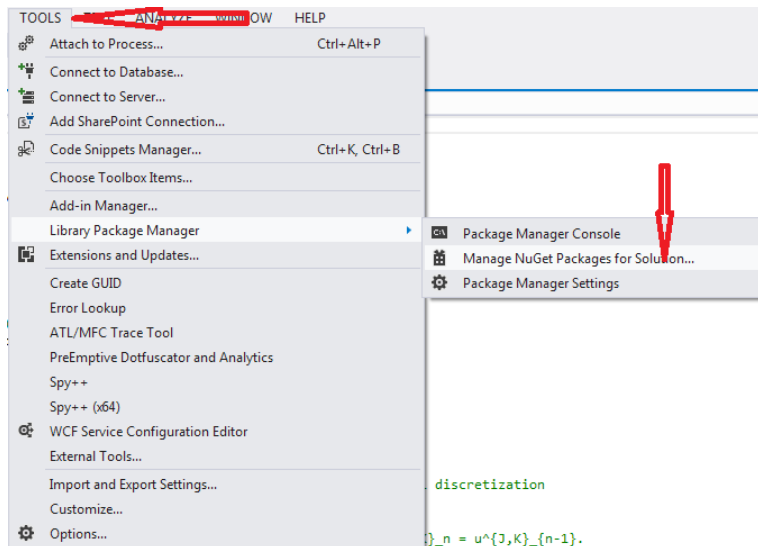 TOOLS ANALYZE WINDOW HELP
Attach to Process... Ctrl+Alt+P
Connect to Database...
Connect to Server...
Add SharePoint Connection...
Code Snippets Manager... Ctrl+K, Ctrl+B
Choose Toolbox Items...
Add-in Manager...
Library Package Manager
Package Manager Console
Extensions and Updates...
Manage NuGet Packages for Solution...
Create GUID
Package Manager Settings
Error Lookup
ATL/MFC Trace Tool
PreEmptive Dotfuscator and Analytics
Spy++
Spy++ (x64)
WCF Service Configuration Editor
External Tools...
Import and Export Settings...
discretization
Customize...
Options...
}_n = u^{J,K}_{n-1}.